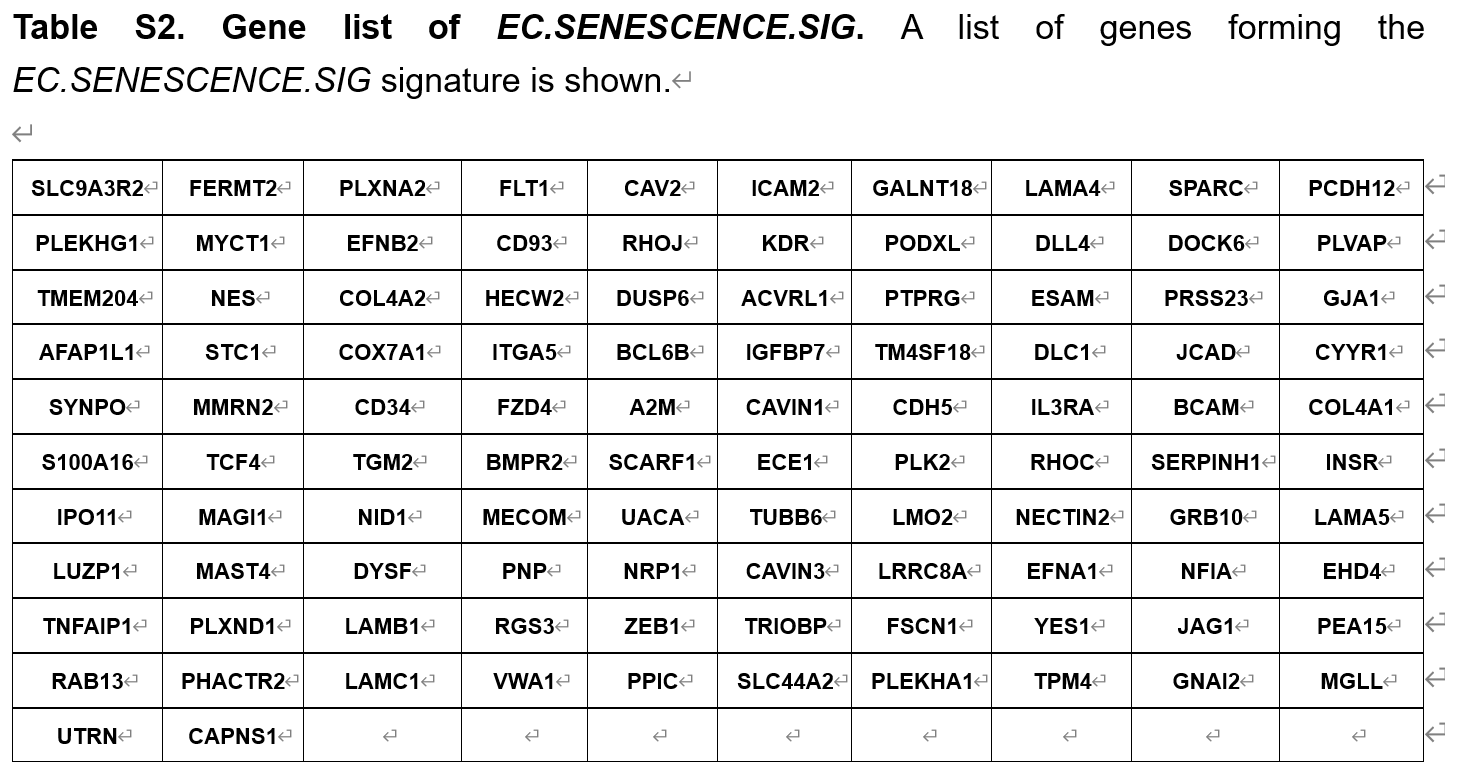 Table S2. Gene list of EC.SENESCENCE.SIG. A list of genes forming the
EC.SENESCENCE.SIG signature is shown.↵
↵
SLC9A3R2↵ FERMT2↵ PLXNA2↵ FLT1↵ CAV2↵ ICAM2↵ GALNT18↵ LAMA4↵ SPARC↵ PCDH12↵ ↵
PLEKHG1↵ MYCT1↵ EFNB2↵ CD93↵ RHOJ↵ KDR↵ PODXL↵ DLL4↵ DOCK6↵ PLVAP↵ ↵
TMEM204↵ NES↵ COL4A2↵ HECW2↵ DUSP6↵ ACVRL1↵ PTPRG↵ ESAM↵ PRSS23↵ GJA1↵ ↵
AFAP1L1↵ STC1↵ COX7A1↵ ITGA5↵ BCL6B↵ IGFBP7↵ TM4SF18↵ DLC1↵ JCAD↵ CYYR1↵ ↵
SYNPO↵ MMRN2↵ CD34↵ FZD4↵ A2M↵ CAVIN1↵ CDH5↵ IL3RA↵ BCAM↵ COL4A1↵ ↵
S100A16↵ TCF4↵ TGM2↵ BMPR2↵ SCARF1↵ ECE1↵ PLK2↵ RHOC↵ SERPINH1↵ INSR↵ ↵
IPO11↵ MAGI1↵ NID1↵ MECOM↵ UACA↵ TUBB6↵ LMO2↵ NECTIN2↵ GRB10↵ LAMA5↵ ↵
LUZP1↵ MAST4↵ DYSF↵ PNP↵ NRP1↵ CAVIN3↵ LRRC8A↵ EFNA1↵ NFIA↵ EHD4↵ ↵
TNFAIP1↵ PLXND1↵ LAMB1↵ RGS3↵ ZEB1↵ TRIOBP↵ FSCN1↵ YES1↵ JAG1↵ PEA15↵ ↵
RAB13↵ PHACTR2↵ LAMC1↵ VWA1↵ PPIC↵ SLC44A2↵ PLEKHA1↵ TPM4↵ GNAI2↵ MGLL↵ ↵
UTRN↵ CAPNS1↵ ↵ ↵ ↵ ↵ ↵ ↵ ↵ ↵ ↵